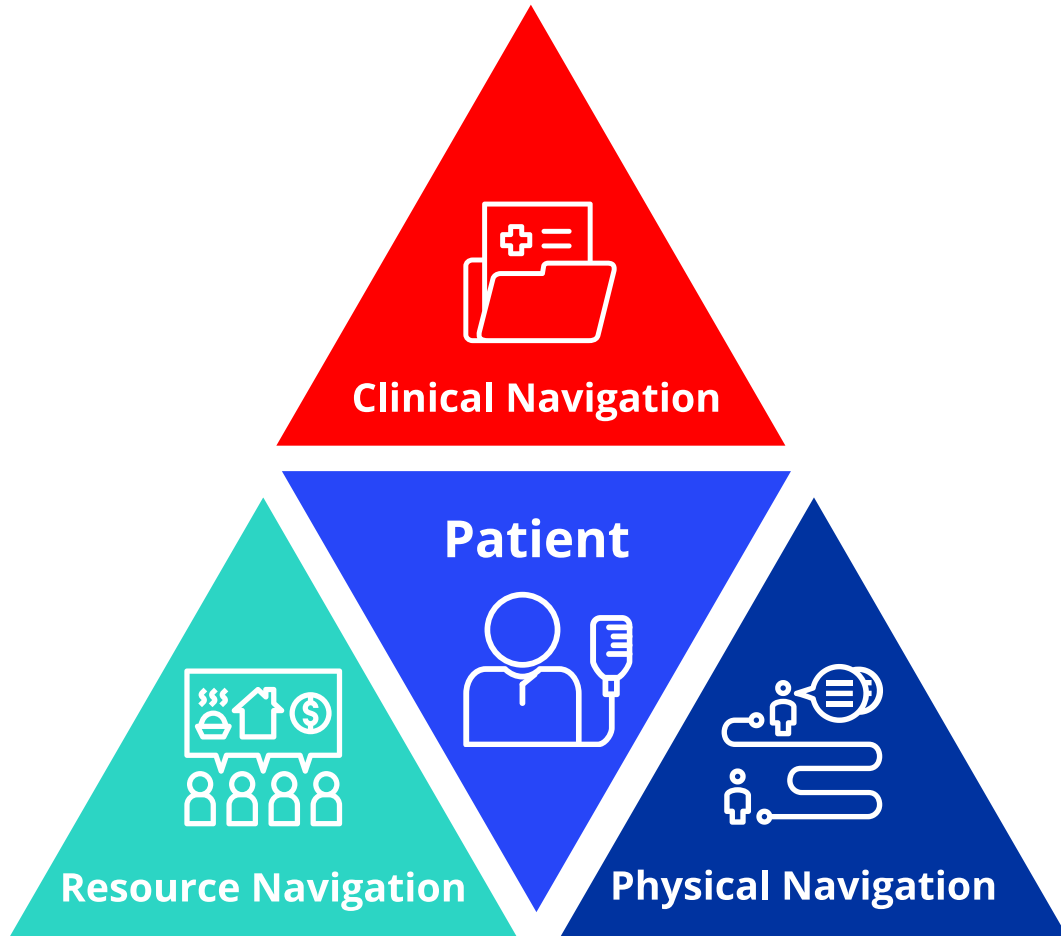 Clinical Navigation
Patient
Resource Navigation
Physical Navigation